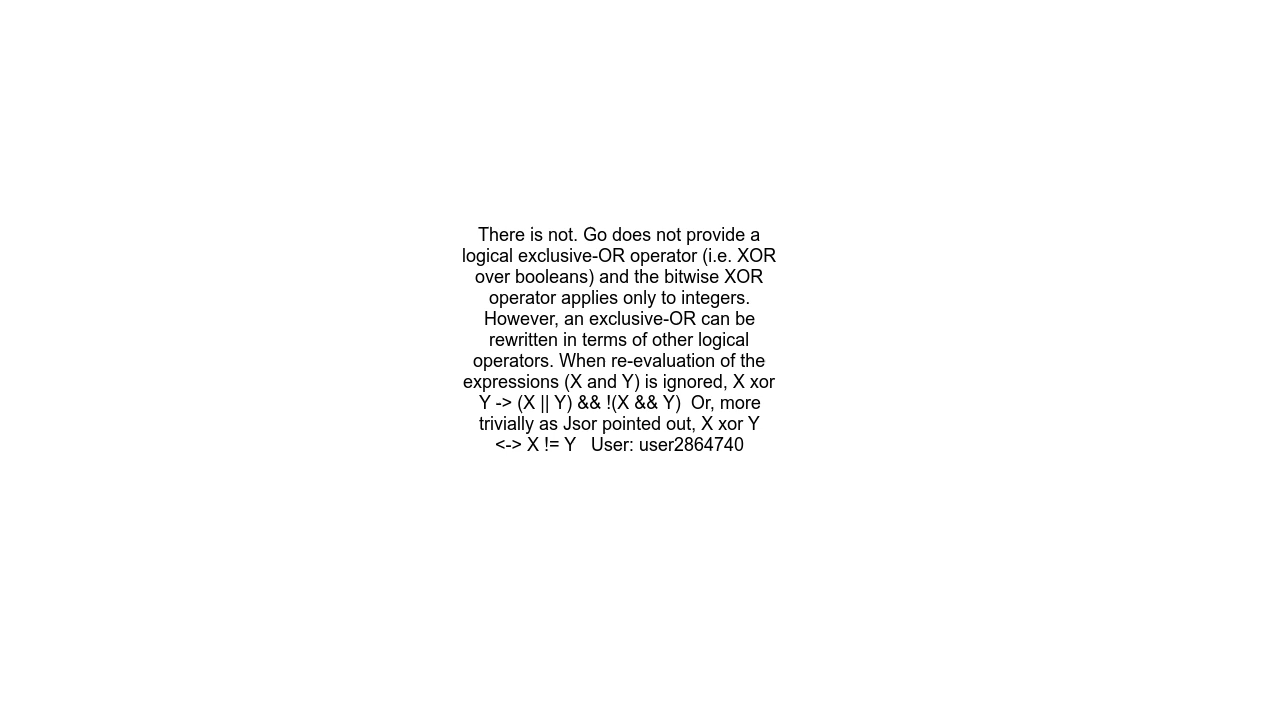 There is not. Go does not provide a
logical exclusive-OR operator (i.e. XOR
over booleans) and the bitwise XOR
operator applies only to integers.
However, an exclusive-OR can be
rewritten in terms of other logical
operators. When re-evaluation of the
expressions (X and Y) is ignored, X xor
Y -> (X || Y) && !(X && Y)  Or, more
trivially as Jsor pointed out, X xor Y
<-> X != Y   User: user2864740